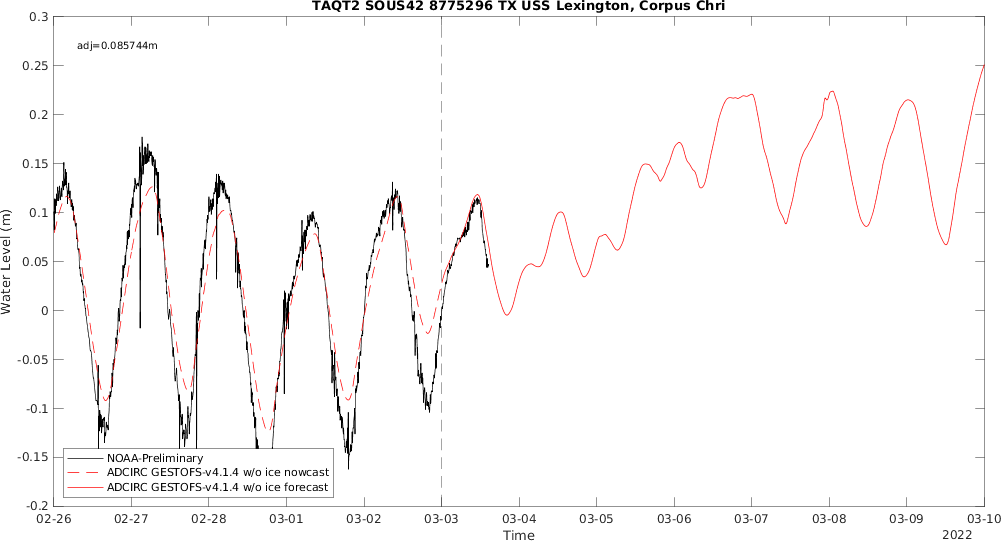 TAQT2 SOUS42 8775296 TX USS Lexington, Corpus Chri
adj=0.085744m
Water Level (m)
0.3
0.25
0.2
0.15
0.1
0.05
0
-0.05
-0.1
-0.15
-0.2
NOAA-Preliminary
ADCIRC GESTOFS-v4.1.4 w/o ice nowcast
ADCIRC GESTOFS-v4.1.4 w/o ice forecast
02-26 02-27 02-28 03-01 03-02 03-03 03-04 03-05 03-06 03-07 03-08 03-09 03-10
Time
2022